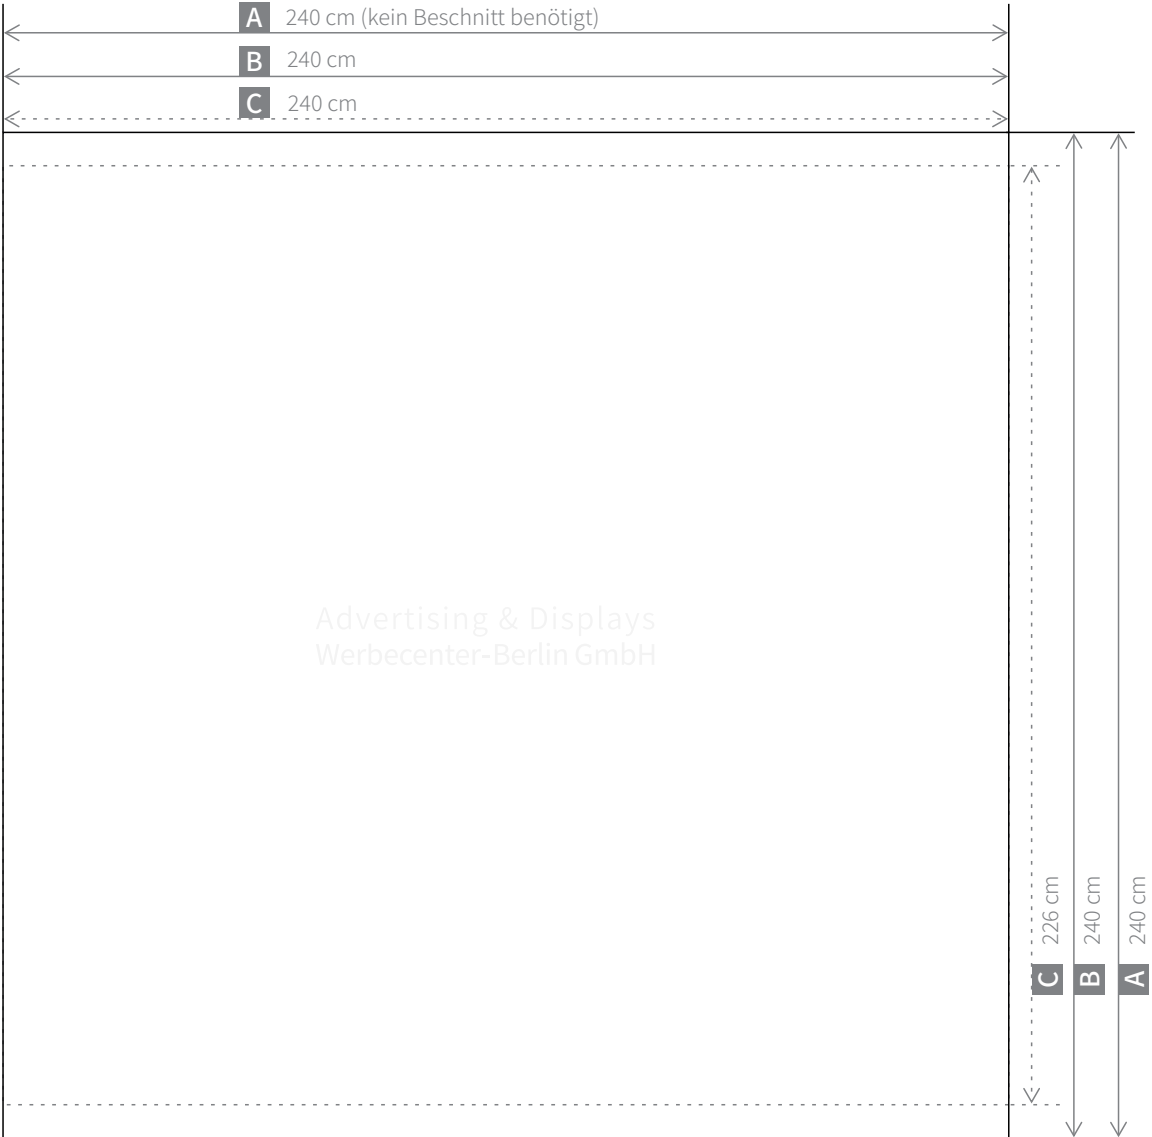 A 240 cm (kein Beschnitt benötigt)
B 240 cm
C 240 cm
Advertising & Displays
Werbecenter-Berlin GmbH
C 226 cm
B 240 cm
A 240 cm